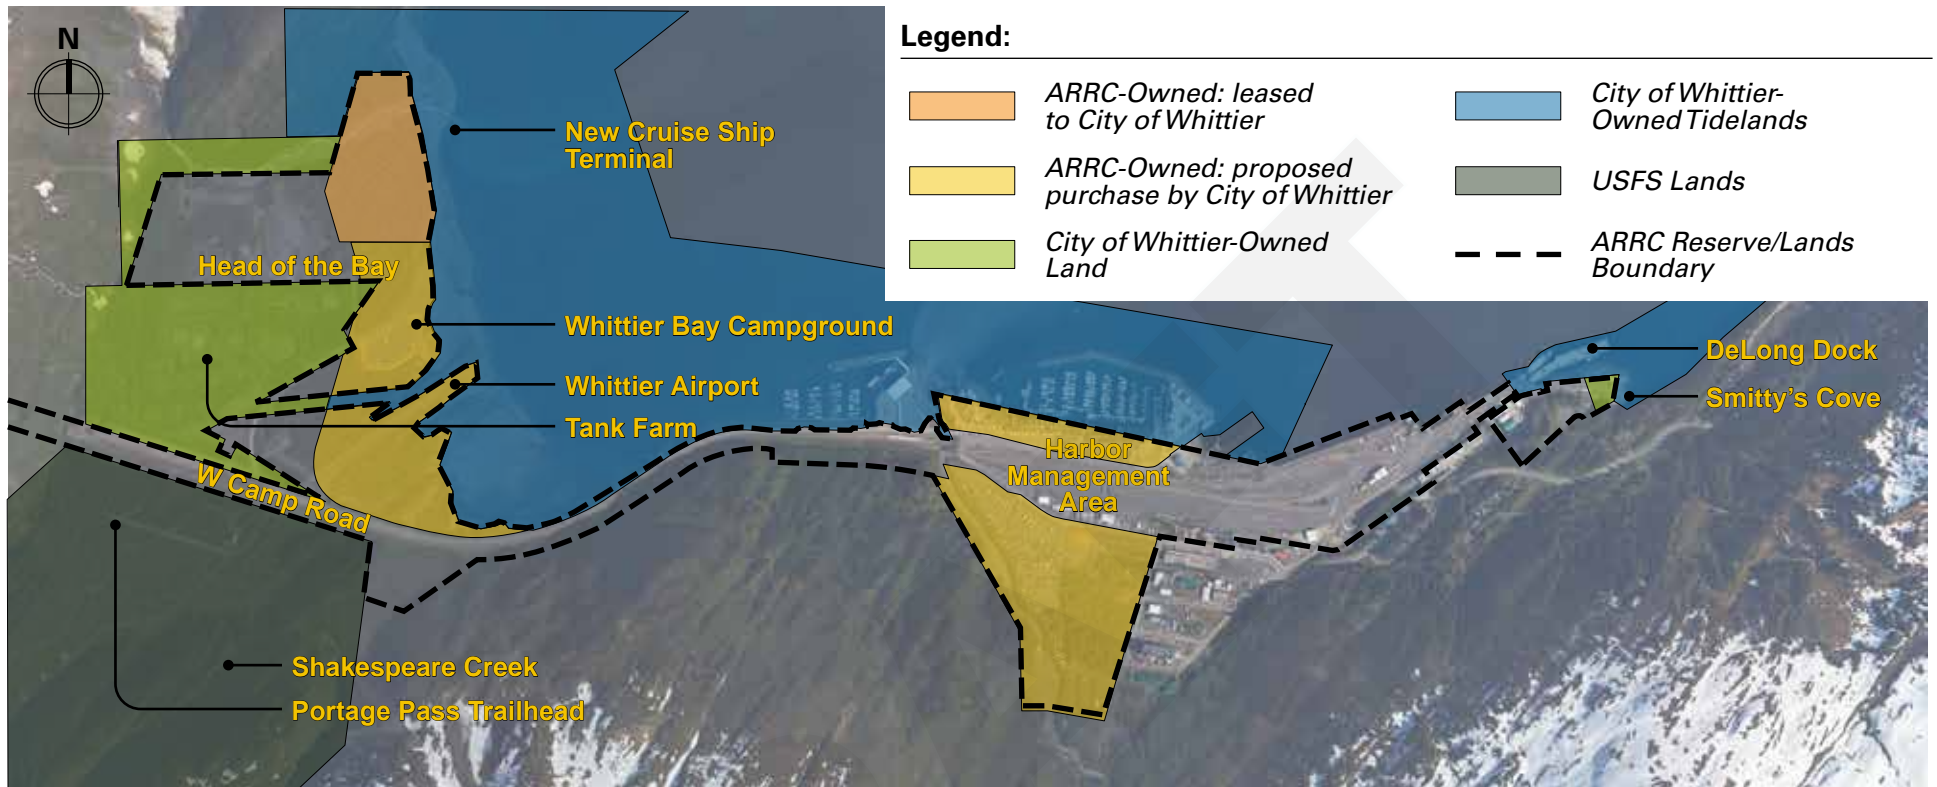 N
Legend:
ARRC-Owned: leased
to City of Whittier
ARRC-Owned: proposed
purchase by City of Whittier
City of Whittier-Owned
Land
City of Whittier-
Owned Tidelands
USFS Lands
ARRC Reserve/Lands
Boundary
New Cruise Ship
Terminal
Head of the Bay
Whittier Bay Campground
Whittier Airport
Tank Farm
W Camp Road
Shakespeare Creek
Portage Pass Trailhead
Harbor
Management
Area
DeLong Dock
Smitty's Cove